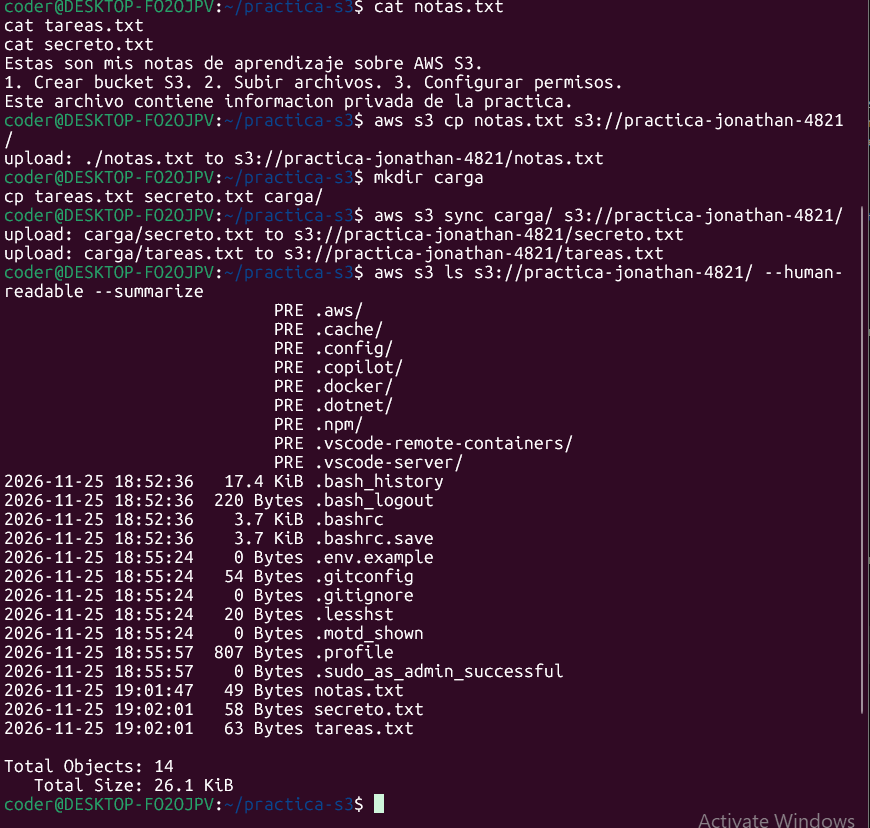 coder@DESKTOP-FO2OJPV:~/practica-s3$ cat notas.txt
cat tareas.txt
cat secreto.txt
Estas son mis notas de aprendizaje sobre AWS S3.
1. Crear bucket S3. 2. Subir archivos. 3. Configurar permisos.
Este archivo contiene informacion privada de la practica.
coder@DESKTOP-FO2OJPV:~/practica-s3$ aws s3 cp notas.txt s3://practica-jonathan-4821
/
upload: ./notas.txt to s3://practica-jonathan-4821/notas.txt
coder@DESKTOP-FO2OJPV:~/practica-s3$ mkdir carga
cp tareas.txt secreto.txt carga/
coder@DESKTOP-FO2OJPV:~/practica-s3$ aws s3 sync carga/ s3://practica-jonathan-4821/
upload: carga/secreto.txt to s3://practica-jonathan-4821/secreto.txt
upload: carga/tareas.txt to s3://practica-jonathan-4821/tareas.txt
coder@DESKTOP-FO2OJPV:~/practica-s3$ aws s3 ls s3://practica-jonathan-4821/ --human-
readable --summarize
PRE .aws/
PRE .cache/
PRE .config/
PRE .copilot/
PRE .docker/
PRE .dotnet/
PRE .npm/
PRE .vscode-remote-containers/
PRE .vscode-server/
2026-11-25 18:52:36 17.4 KiB .bash_history
2026-11-25 18:52:36 220 Bytes .bash_logout
2026-11-25 18:52:36 3.7 KiB .bashrc
2026-11-25 18:52:36 3.7 KiB .bashrc.save
2026-11-25 18:55:24 0 Bytes .env.example
2026-11-25 18:55:24 54 Bytes .gitconfig
2026-11-25 18:55:24 0 Bytes .gitignore
2026-11-25 18:55:24 20 Bytes .lesshst
2026-11-25 18:55:24 0 Bytes .motd_shown
2026-11-25 18:55:57 807 Bytes .profile
2026-11-25 18:55:57 0 Bytes .sudo_as_admin_successful
2026-11-25 19:01:47 49 Bytes notas.txt
2026-11-25 19:02:01 58 Bytes secreto.txt
2026-11-25 19:02:01 63 Bytes tareas.txt
Total Objects: 14
Total Size: 26.1 KiB
coder@DESKTOP-FO2OJPV:~/practica-s3$
Activate Windows